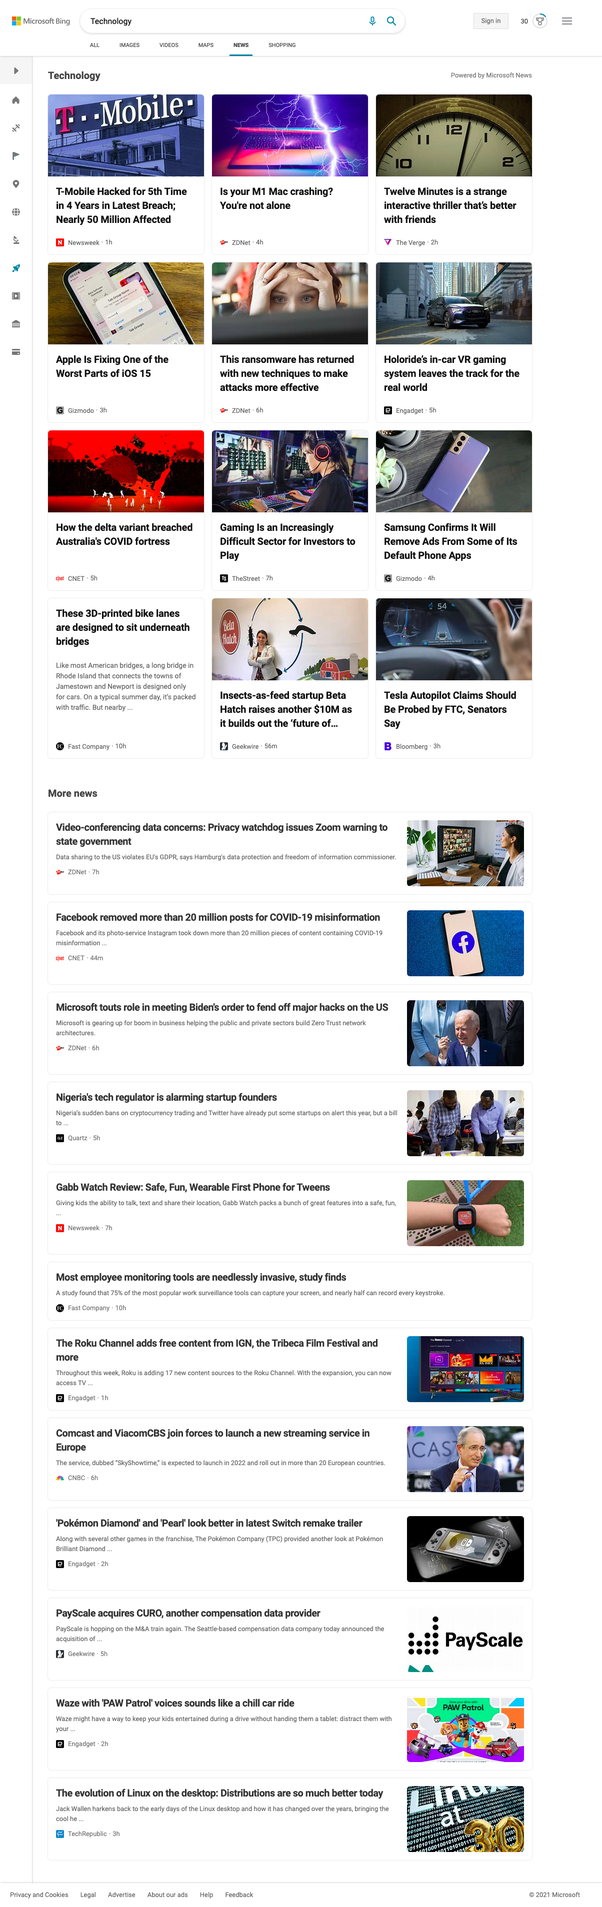 Microsoft Bing
Technology
Sign in
30
ALL
IMAGES
VIDEOS
MAPS
NEWS
SHOPPING
Technology
Powered by Microsoft News
T··Mobile·
12
11
1
10
2
T-Mobile Hacked for 5th Time
in 4 Years in Latest Breach;
Nearly 50 Million Affected
Newsweek · 1h
Is your M1 Mac crashing?
You're not alone
ZDNet · 4h
Twelve Minutes is a strange
interactive thriller that's better
with friends
The Verge · 2h
Apple Is Fixing One of the
Worst Parts of iOS 15
Gizmodo · 3h
This ransomware has returned
with new techniques to make
attacks more effective
ZDNet · 6h
Holoride's in-car VR gaming
system leaves the track for the
real world
Engadget · 5h
How the delta variant breached
Australia's COVID fortress
CNET · 5h
Gaming Is an Increasingly
Difficult Sector for Investors to
Play
TheStreet · 7h
Samsung Confirms It Will
Remove Ads From Some of Its
Default Phone Apps
Gizmodo · 4h
These 3D-printed bike lanes
are designed to sit underneath
bridges
Like most American bridges, a long bridge in
Rhode Island that connects the towns of
Jamestown and Newport is designed only
for cars. On a typical summer day, it's packed
with traffic. But nearby ...
Fast Company · 10h
Beta
Hatch
Insects-as-feed startup Beta
Hatch raises another $10M as
it builds out the 'future of...
Geekwire · 56m
54
Tesla Autopilot Claims Should
Be Probed by FTC, Senators
Say
Bloomberg · 3h
More news
Video-conferencing data concerns: Privacy watchdog issues Zoom warning to
state government
Data sharing to the US violates EU's GDPR, says Hamburg's data protection and freedom of information commissioner.
ZDNet · 7h
Facebook removed more than 20 million posts for COVID-19 misinformation
Facebook and its photo-service Instagram took down more than 20 million pieces of content containing COVID-19
misinformation ...
CNET · 44m
Microsoft touts role in meeting Biden's order to fend off major hacks on the US
Microsoft is gearing up for boom in business helping the public and private sectors build Zero Trust network
architectures.
ZDNet · 6h
Nigeria's tech regulator is alarming startup founders
Nigeria's sudden bans on cryptocurrency trading and Twitter have already put some startups on alert this year, but a bill
to ...
Quartz · 5h
Gabb Watch Review: Safe, Fun, Wearable First Phone for Tweens
Giving kids the ability to talk, text and share their location, Gabb Watch packs a bunch of great features into a safe, fun,
...
Newsweek · 7h
Most employee monitoring tools are needlessly invasive, study finds
A study found that 75% of the most popular work surveillance tools can capture your screen, and nearly half can record every keystroke.
Fast Company · 10h
The Roku Channel adds free content from IGN, the Tribeca Film Festival and
more
Throughout this week, Roku is adding 17 new content sources to the Roku Channel. With the expansion, you can now
access TV ...
Engadget · 1h
Comcast and ViacomCBS join forces to launch a new streaming service in
Europe
The service, dubbed "SkyShowtime," is expected to launch in 2022 and roll out in more than 20 European countries.
CNBC · 6h
CAST
'Pokémon Diamond' and 'Pearl' look better in latest Switch remake trailer
Along with several other games in the franchise, The Pokémon Company (TPC) provided another look at Pokémon
Brilliant Diamond ...
Engadget · 2h
PayScale acquires CURO, another compensation data provider
PayScale is hopping on the M&A train again. The Seattle-based compensation data company today announced the
acquisition of ...
Geekwire · 5h
PayScale
Waze with 'PAW Patrol' voices sounds like a chill car ride
Waze might have a way to keep your kids entertained during a drive without handing them a tablet: distract them with
your ...
Engadget · 2h
PAW Patrol
The evolution of Linux on the desktop: Distributions are so much better today
Jack Wallen harkens back to the early days of the Linux desktop and how it has changed over the years, bringing the
cool he ...
TechRepublic · 3h
Linux
at
30
Privacy and Cookies
Legal
Advertise
About our ads
Help
Feedback
© 2021 Microsoft